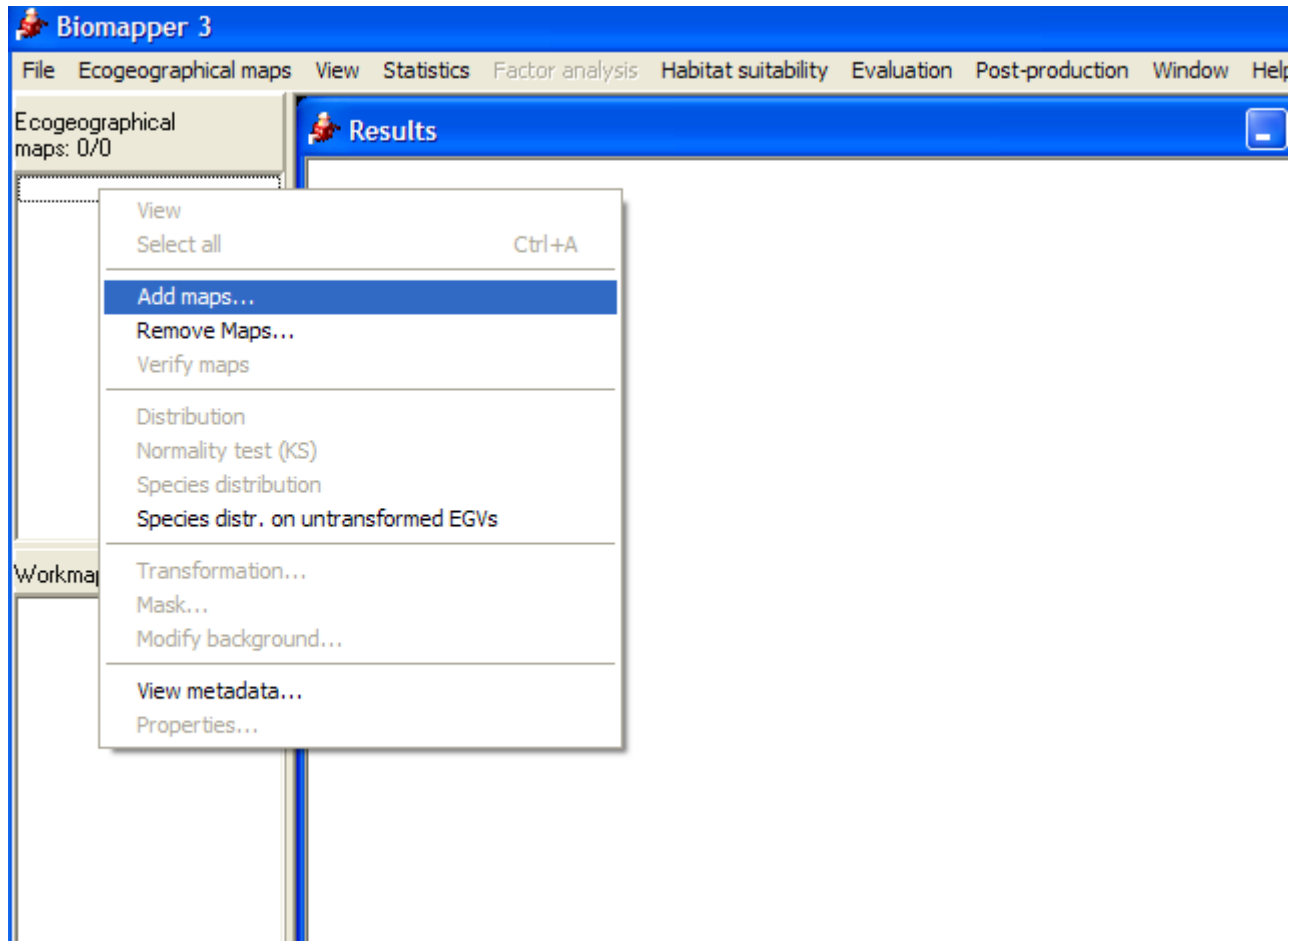 Biomapper 3
File Ecogeographical maps View Statistics Factor analysis Habitat suitability Evaluation Post-production Window Help
Ecogeographical
maps: 0/0
Results
View
Select all Ctrl+A
Add maps...
Remove Maps...
Verify maps
Distribution
Normality test (KS)
Species distribution
Species distr. on untransformed EGVs
Transformation...
Mask...
Modify background...
View metadata...
Properties...